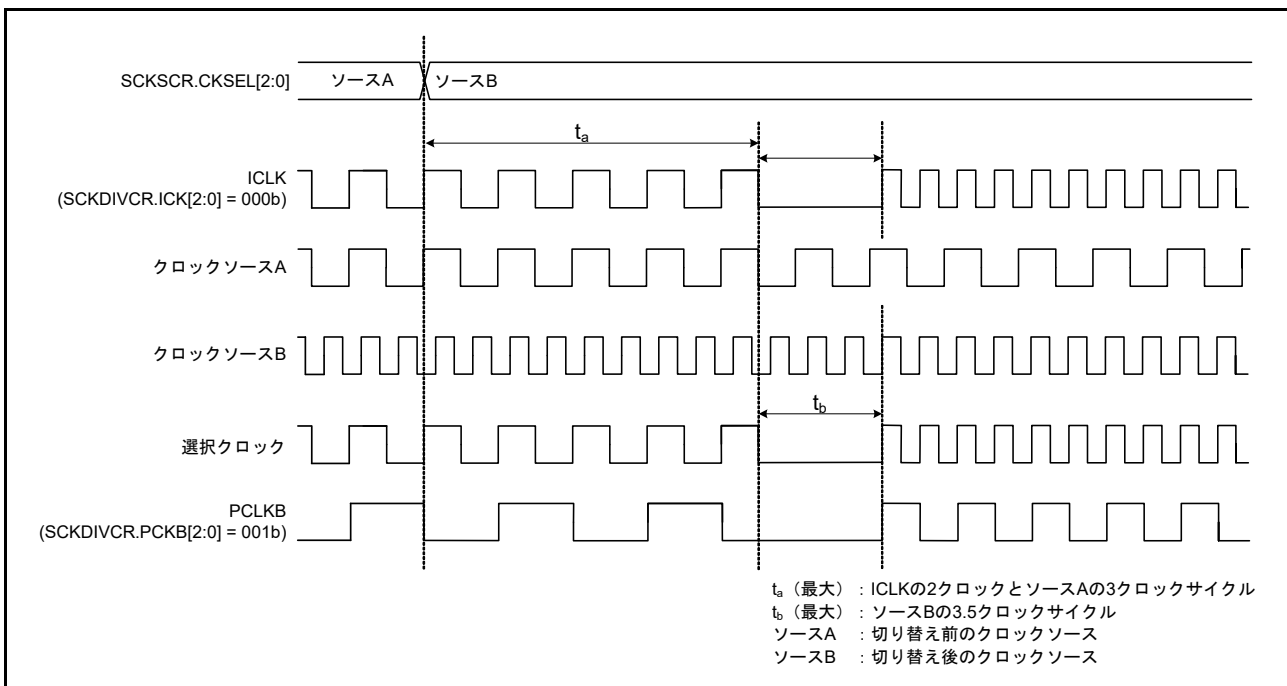 SCKSCR.CKSEL[2:0]
ソースA
ソースB
ta
ICLK
(SCKDIVCR.ICK[2:0] = 000b)
クロックソースA
クロックソースB
tb
選択クロック
PCLKB
(SCKDIVCR.PCKB[2:0] = 001b)
ta（最大）：ICLKの2クロックとソースAの3クロックサイクル
tb（最大）：ソースBの3.5クロックサイクル
ソースA ：切り替え前のクロックソース
ソースB ：切り替え後のクロックソース